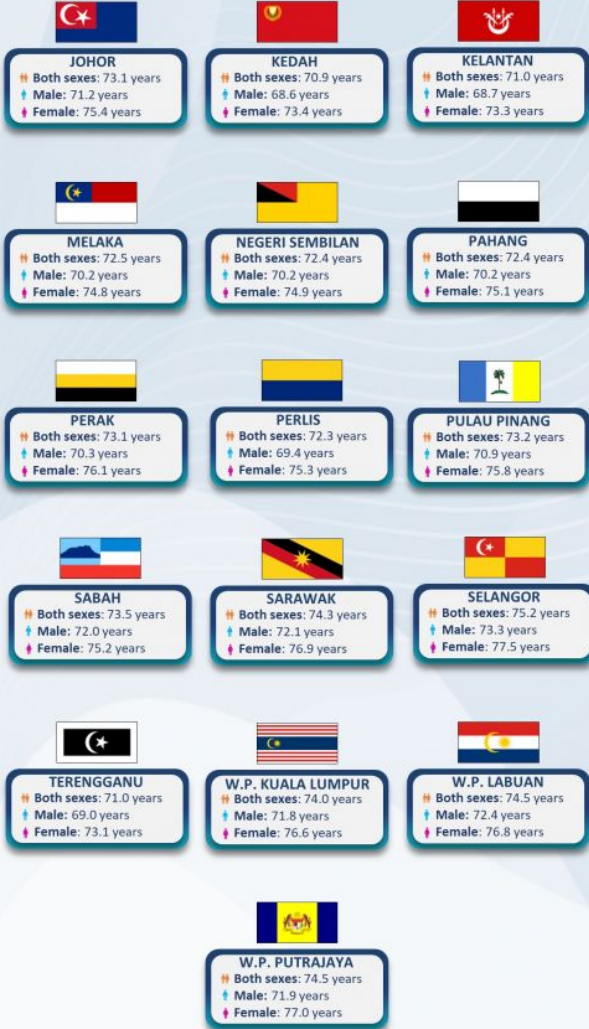 JOHOR
Both sexes: 73.1 years
Male: 71.2 years
Female: 75.4 years
KEDAH
Both sexes: 70.9 years
Male: 68.6 years
Female: 73.4 years
KELANTAN
Both sexes: 71.0 years
Male: 68.7 years
Female: 73.3 years
MELAKA
Both sexes: 72.5 years
Male: 70.2 years
Female: 74.8 years
NEGERI SEMBILAN
Both sexes: 72.4 years
Male: 70.2 years
Female: 74.9 years
PAHANG
Both sexes: 72.4 years
Male: 70.2 years
Female: 75.1 years
PERAK
Both sexes: 73.1 years
Male: 70.3 years
Female: 76.1 years
PERLIS
Both sexes: 72.3 years
Male: 69.4 years
Female: 75.3 years
PULAU PINANG
Both sexes: 73.2 years
Male: 70.9 years
Female: 75.8 years
SABAH
Both sexes: 73.5 years
Male: 72.0 years
Female: 75.2 years
SARAWAK
Both sexes: 74.3 years
Male: 72.1 years
Female: 76.9 years
SELANGOR
Both sexes: 75.2 years
Male: 73.3 years
Female: 77.5 years
TERENGGANU
Both sexes: 71.0 years
Male: 69.0 years
Female: 73.1 years
W.P. KUALA LUMPUR
Both sexes: 74.0 years
Male: 71.8 years
Female: 76.6 years
W.P. LABUAN
Both sexes: 74.5 years
Male: 72.4 years
Female: 76.8 years
W.P. PUTRAJAYA
Both sexes: 74.5 years
Male: 71.9 years
Female: 77.0 years